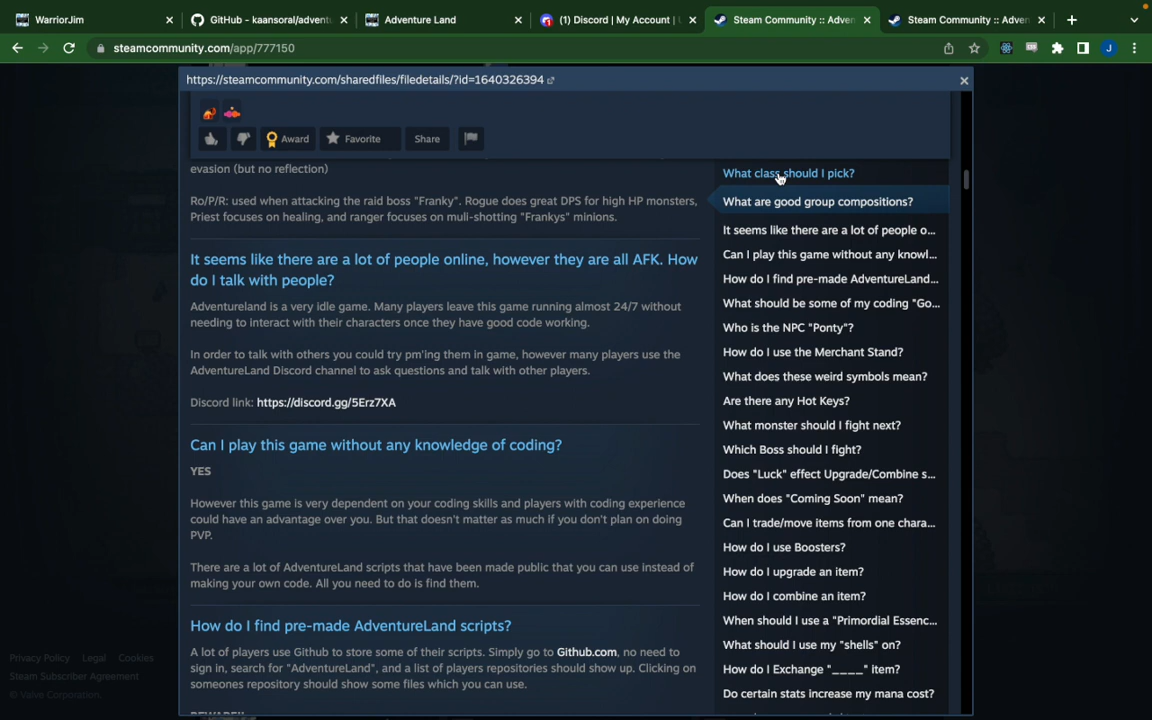 WarriorJim
GitHub - kaansoral/adventu
Adventure Land
(1) Discord | My Account | U
Steam Community :: Adven
Steam Community :: Adven
steamcommunity.com/app/777150
J
https://steamcommunity.com/sharedfiles/filedetails/?id=1640326394
Award
Favorite
Share
evasion (but no reflection)
Ro/P/R: used when attacking the raid boss "Franky". Rogue does great DPS for high HP monsters,
Priest focuses on healing, and ranger focuses on muli-shotting "Frankys" minions.
It seems like there are a lot of people online, however they are all AFK. How
do I talk with people?
Adventureland is a very idle game. Many players leave this game running almost 24/7 without
needing to interact with their characters once they have good code working.
In order to talk with others you could try pm'ing them in game, however many players use the
AdventureLand Discord channel to ask questions and talk with other players.
Discord link: https://discord.gg/5Erz7XA
Can I play this game without any knowledge of coding?
YES
However this game is very dependent on your coding skills and players with coding experience
could have an advantage over you. But that doesn't matter as much if you don't plan on doing
PVP.
There are a lot of AdventureLand scripts that have been made public that you can use instead of
making your own code. All you need to do is find them.
How do I find pre-made AdventureLand scripts?
A lot of players use Github to store some of their scripts. Simply go to Github.com, no need to
sign in, search for "AdventureLand", and a list of players repositories should show up. Clicking on
someones repository should show some files which you can use.
What class should I pick?
What are good group compositions?
It seems like there are a lot of people o...
Can I play this game without any knowl...
How do I find pre-made AdventureLand...
What should be some of my coding "Go...
Who is the NPC "Ponty"?
How do I use the Merchant Stand?
What does these weird symbols mean?
Are there any Hot Keys?
What monster should I fight next?
Which Boss should I fight?
Does "Luck" effect Upgrade/Combine s...
When does "Coming Soon" mean?
Can I trade/move items from one chara...
How do I use Boosters?
How do I upgrade an item?
How do I combine an item?
When should I use a "Primordial Essenc...
What should I use my "shells" on?
How do I Exchange "____" item?
Do certain stats increase my mana cost?
Privacy Policy
Legal
Cookies
Steam Subscriber Agreement
© Valve Corporation.